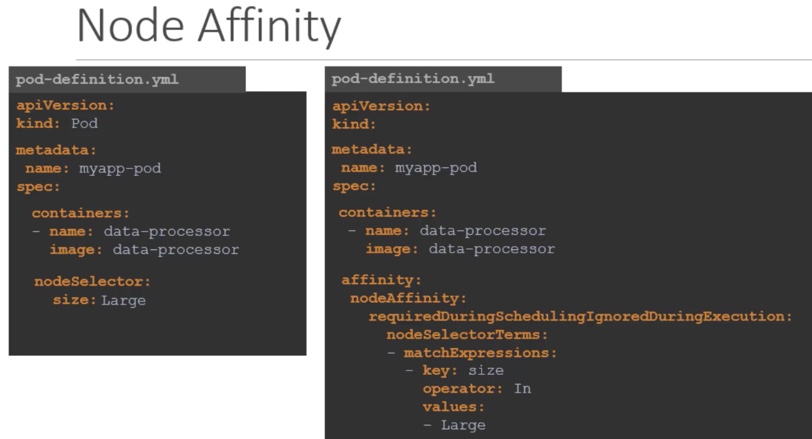 Node Affinity
pod-definition.yml
apiVersion:
kind: Pod
metadata:
name: myapp-pod
spec:
containers:
- name: data-processor
image: data-processor
nodeSelector:
size: Large
pod-definition.yml
apiVersion:
kind:
metadata:
name: myapp-pod
spec:
containers:
- name: data-processor
image: data-processor
affinity:
nodeAffinity:
requiredDuringSchedulingIgnoredDuringExecution:
nodeSelectorTerms:
- matchExpressions:
- key: size
operator: In
values:
- Large